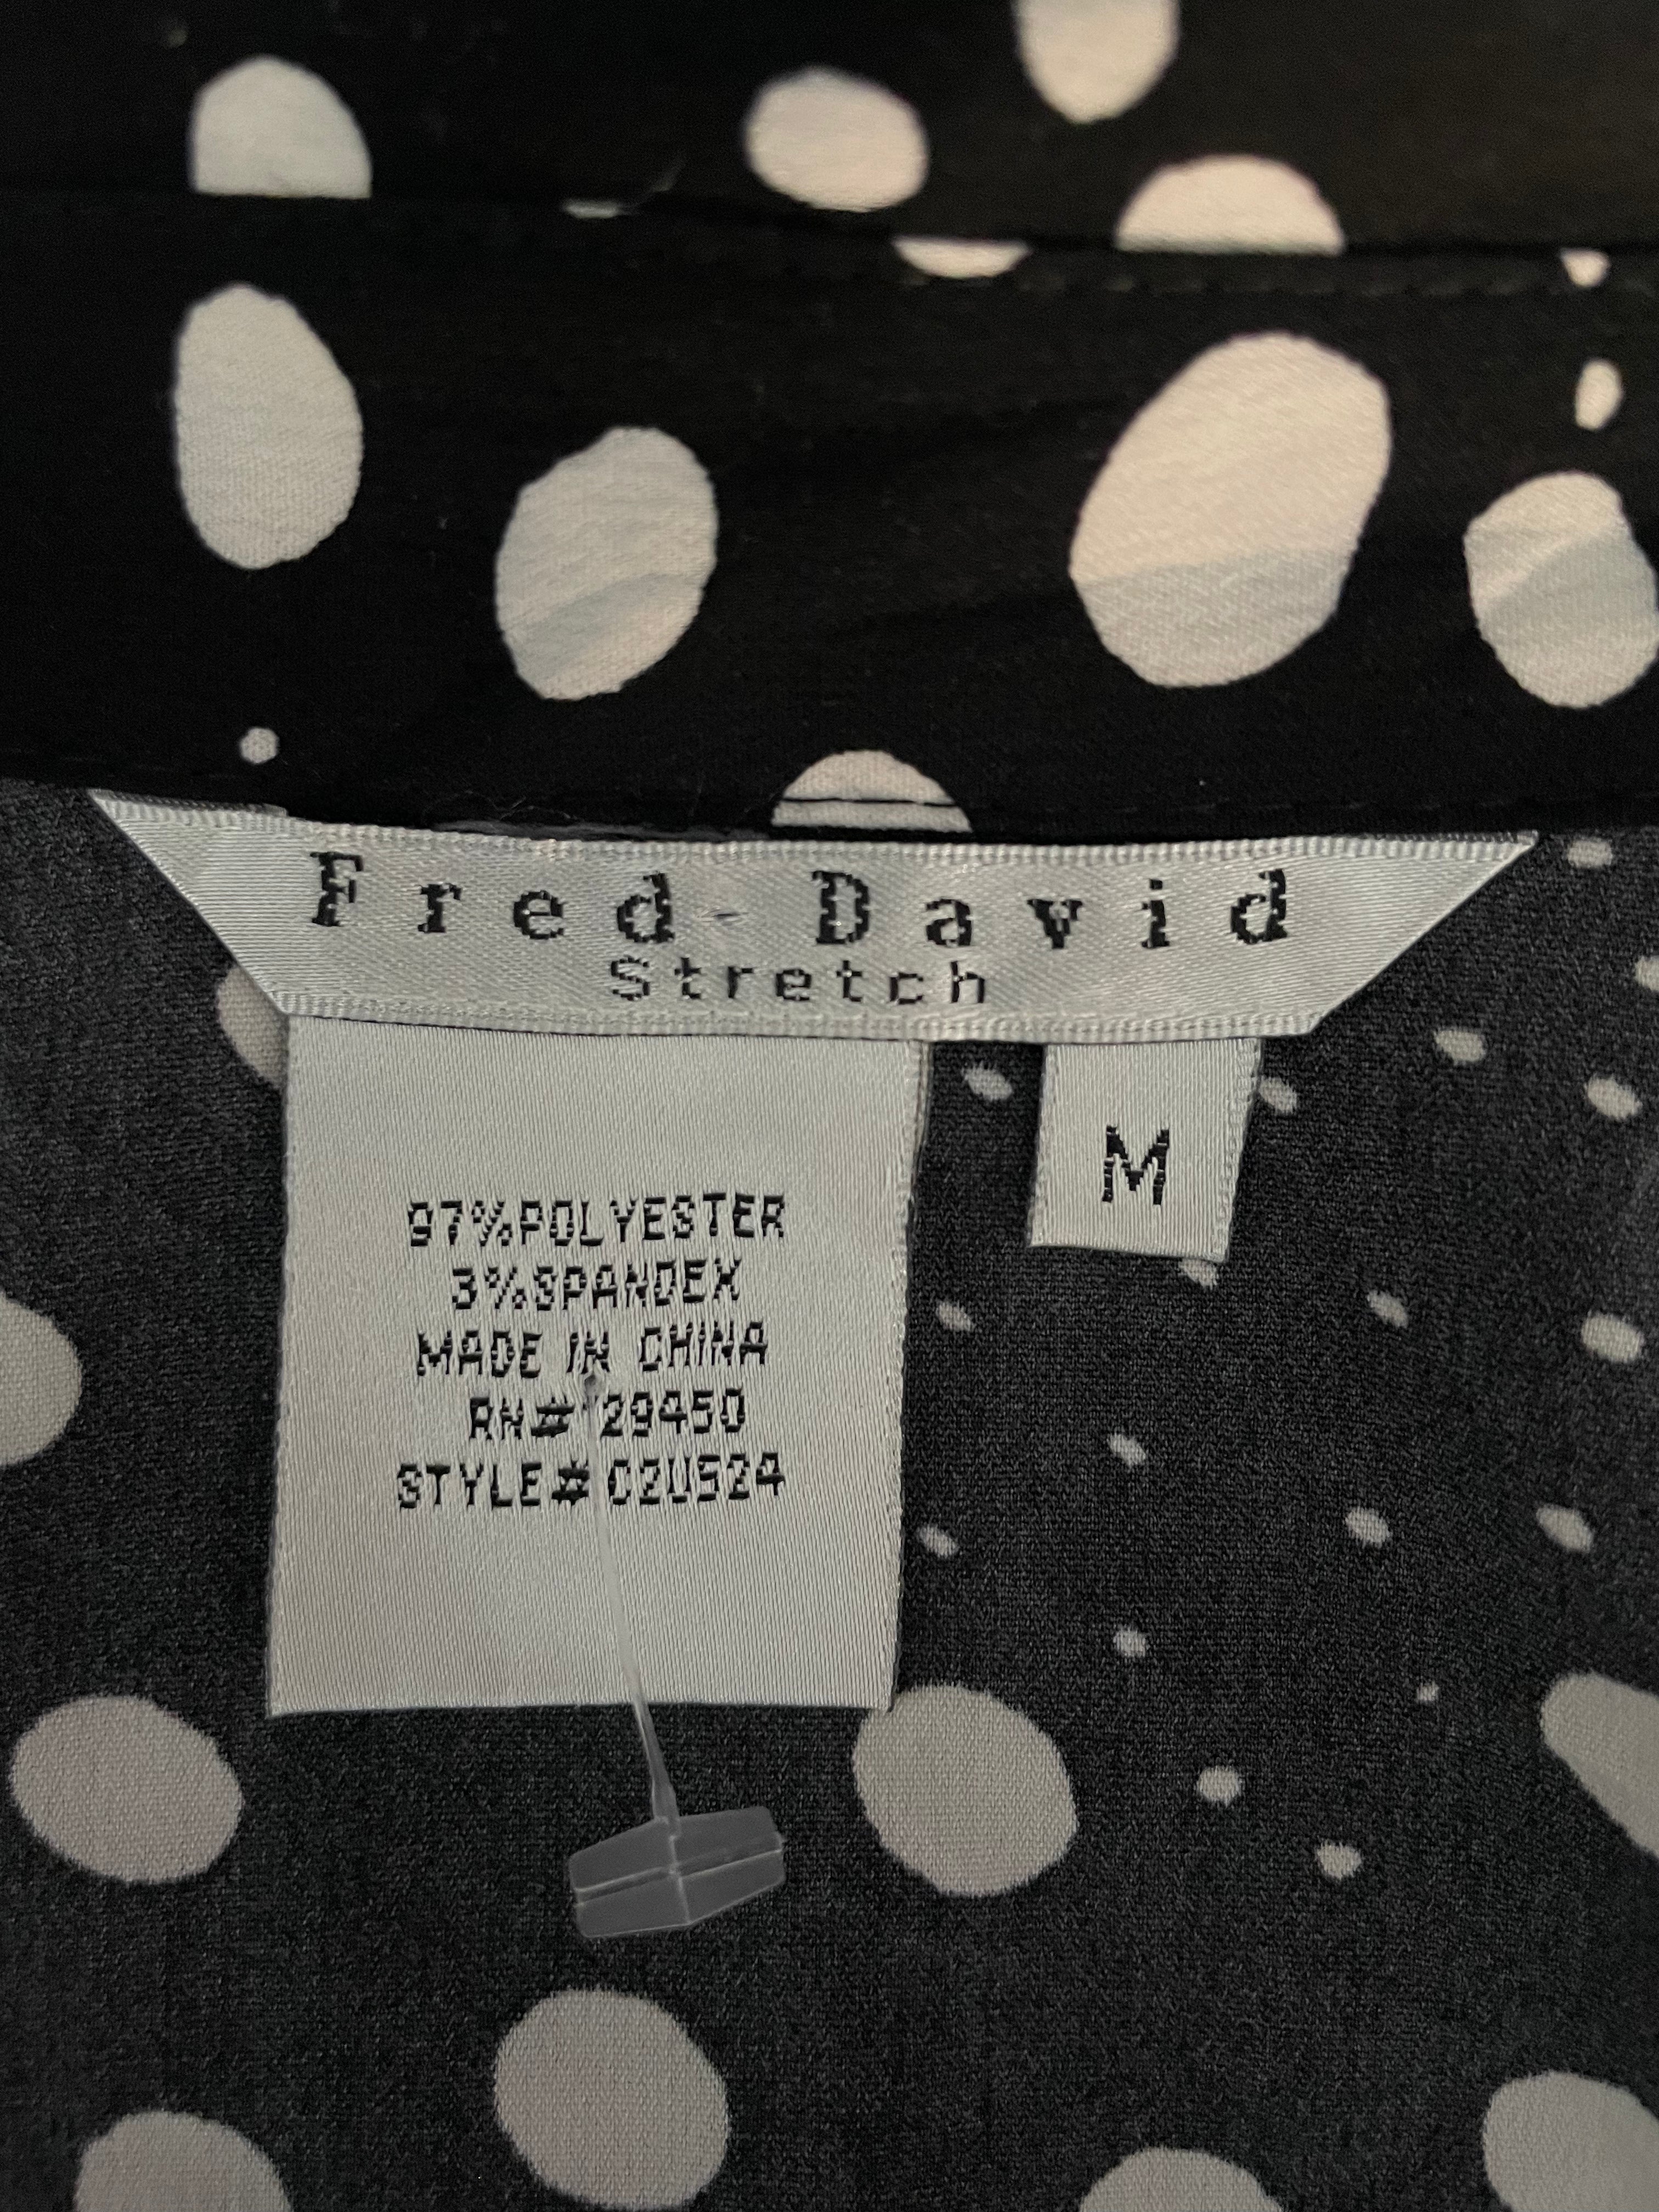 Fred-David
Stretch
M
97%POLYESTER
3%SPANDEX
MADE IN CHINA
RN# 29450
STYLE# C2U524